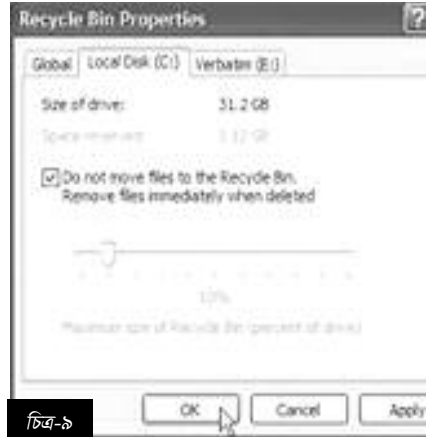 Recycle Bin Properties
?
Global Local Disk (C:) Verbatim (E:)
Size of drive: 31.2 GB
Space reserved: 3.12 GB
Do not move files to the Recycle Bin.
Remove files immediately when deleted
10%
Maximum size of Recycle Bin (percent of drive)
OK Cancel Apply
চিত্র-৯